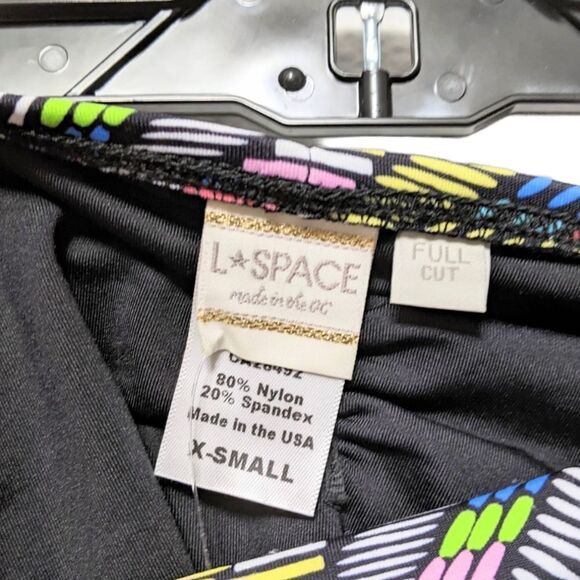 L★SPACE
made in the OC
FULL
CUT
80% Nylon
20% Spandex
Made in the USA
X-SMALL